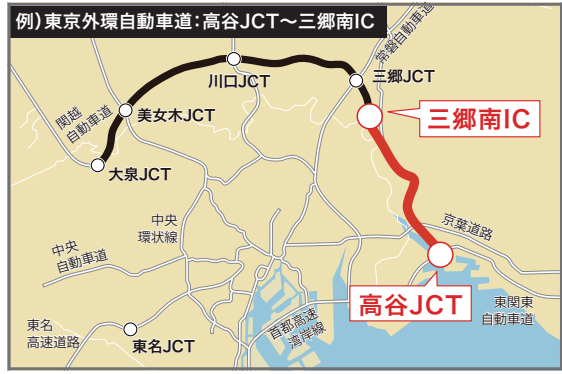 例）東京外環自動車道：高谷JCT～三郷南IC
常磐自動車道
川口JCT
三郷JCT
関越
自動車道
美女木JCT
三郷南IC
大泉JCT
中央
環状線
京葉道路
中央
自動車道
高谷JCT
東関東
自動車道
首都高速
湾岸線
東名
高速道路
東名JCT